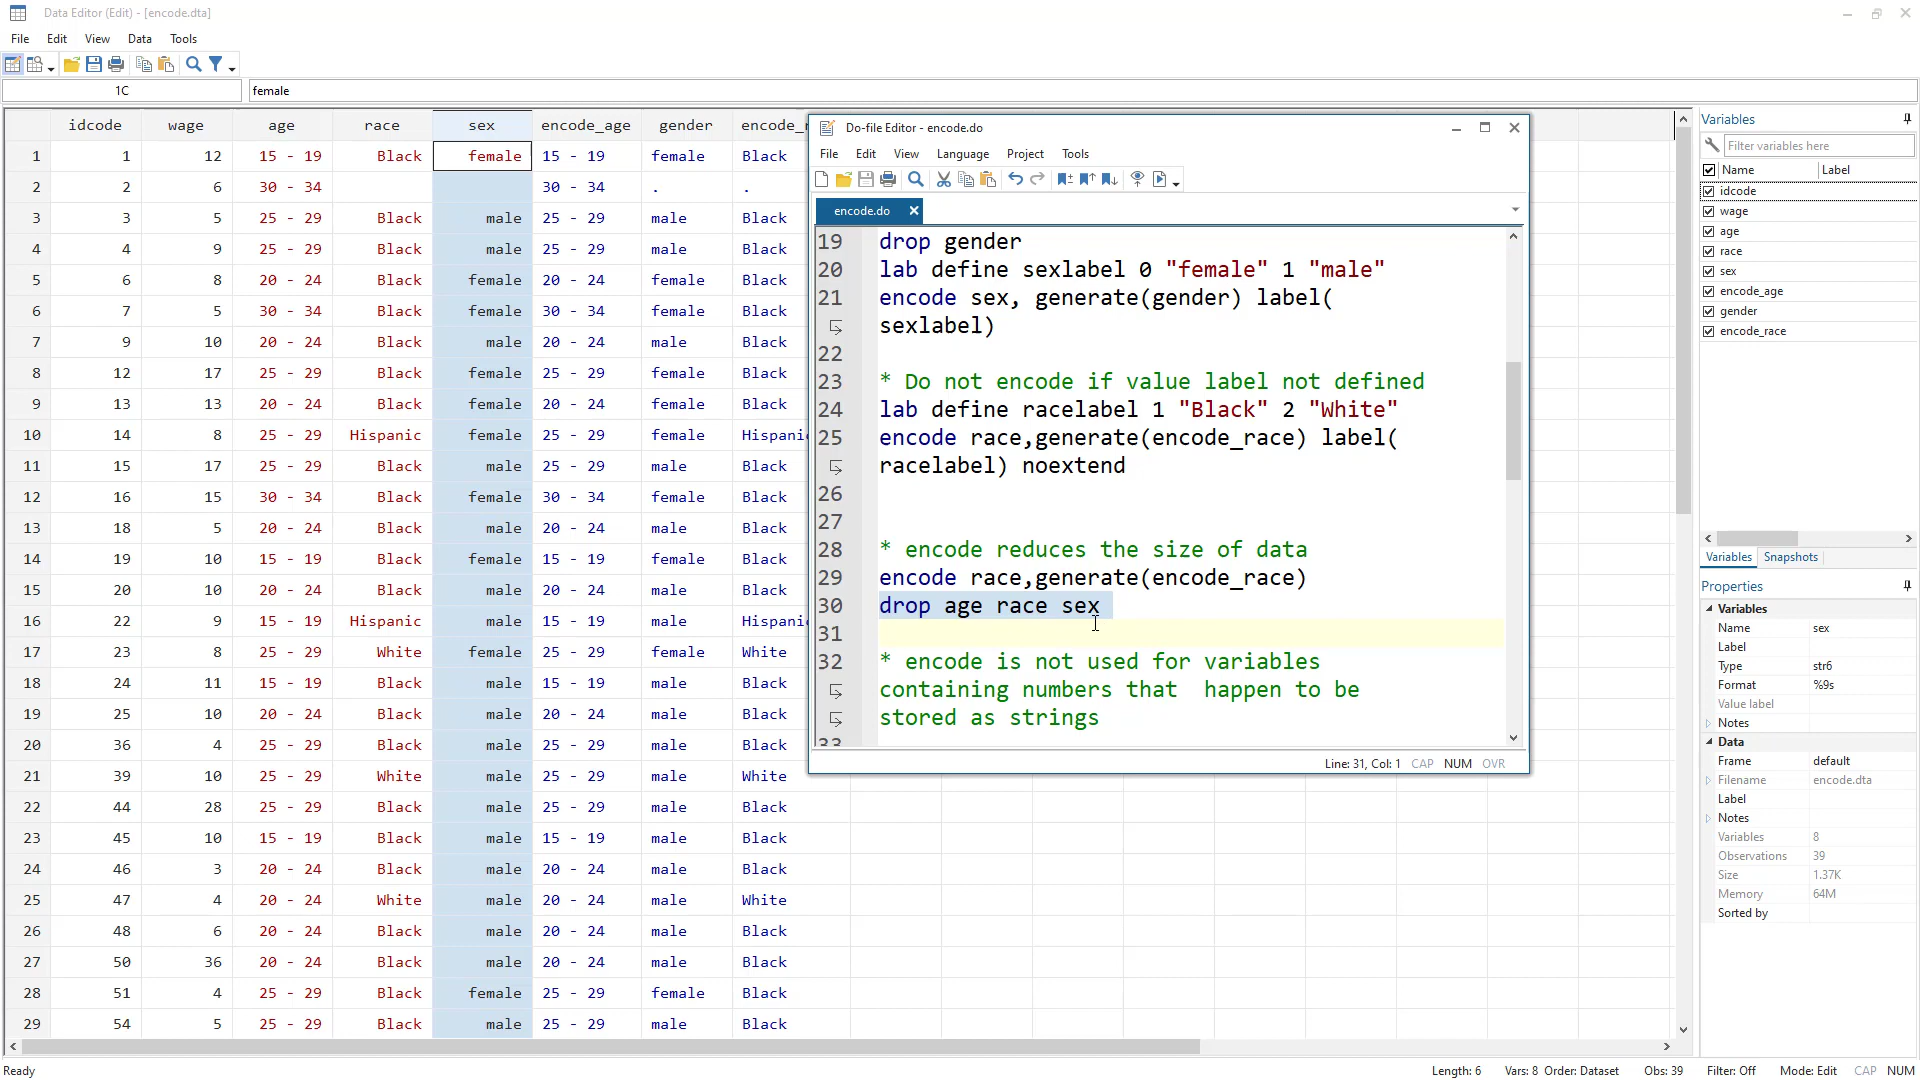 Data Editor (Edit) - [encode.dta]
File Edit View Data Tools
1C female
idcode wage age race sex encode_age gender encode_r
1 1 12 15 - 19 Black female 15 - 19 female Black
2 2 6 30 - 34 30 - 34 . .
3 3 5 25 - 29 Black male 25 - 29 male Black
4 4 9 25 - 29 Black male 25 - 29 male Black
5 6 8 20 - 24 Black female 20 - 24 female Black
6 7 5 30 - 34 Black female 30 - 34 female Black
7 9 10 20 - 24 Black male 20 - 24 male Black
8 12 17 25 - 29 Black female 25 - 29 female Black
9 13 13 20 - 24 Black female 20 - 24 female Black
10 14 8 25 - 29 Hispanic female 25 - 29 female Hispani
11 15 17 25 - 29 Black male 25 - 29 male Black
12 16 15 30 - 34 Black female 30 - 34 female Black
13 18 5 20 - 24 Black male 20 - 24 male Black
14 19 10 15 - 19 Black female 15 - 19 female Black
15 20 10 20 - 24 Black male 20 - 24 male Black
16 22 9 15 - 19 Hispanic male 15 - 19 male Hispani
17 23 8 25 - 29 White female 25 - 29 female White
18 24 11 15 - 19 Black male 15 - 19 male Black
19 25 10 20 - 24 Black male 20 - 24 male Black
20 36 4 25 - 29 Black male 25 - 29 male Black
21 39 10 25 - 29 White male 25 - 29 male White
22 44 28 25 - 29 Black male 25 - 29 male Black
23 45 10 15 - 19 Black male 15 - 19 male Black
24 46 3 20 - 24 Black male 20 - 24 male Black
25 47 4 20 - 24 White male 20 - 24 male White
26 48 6 20 - 24 Black male 20 - 24 male Black
27 50 36 20 - 24 Black male 20 - 24 male Black
28 51 4 25 - 29 Black female 25 - 29 female Black
29 54 5 25 - 29 Black male 25 - 29 male Black
Do-file Editor - encode.do
File Edit View Language Project Tools
encode.do
19 drop gender
20 lab define sexlabel 0 "female" 1 "male"
21 encode sex, generate(gender) label(
sexlabel)
22
23 * Do not encode if value label not defined
24 lab define racelabel 1 "Black" 2 "White"
25 encode race,generate(encode_race) label(
racelabel) noextend
26
27
28 * encode reduces the size of data
29 encode race,generate(encode_race)
30 drop age race sex
31
32 * encode is not used for variables
containing numbers that  happen to be
stored as strings
33
Line: 31, Col: 1 CAP NUM OVR
Variables
Filter variables here
Name Label
idcode
wage
age
race
sex
encode_age
gender
encode_race
Variables Snapshots
Properties
Variables
Name sex
Label
Type str6
Format %9s
Value label
Notes
Data
Frame default
Filename encode.dta
Label
Notes
Variables 8
Observations 39
Size 1.37K
Memory 64M
Sorted by
Ready Length: 6 Vars: 8 Order: Dataset Obs: 39 Filter: Off Mode: Edit CAP NUM